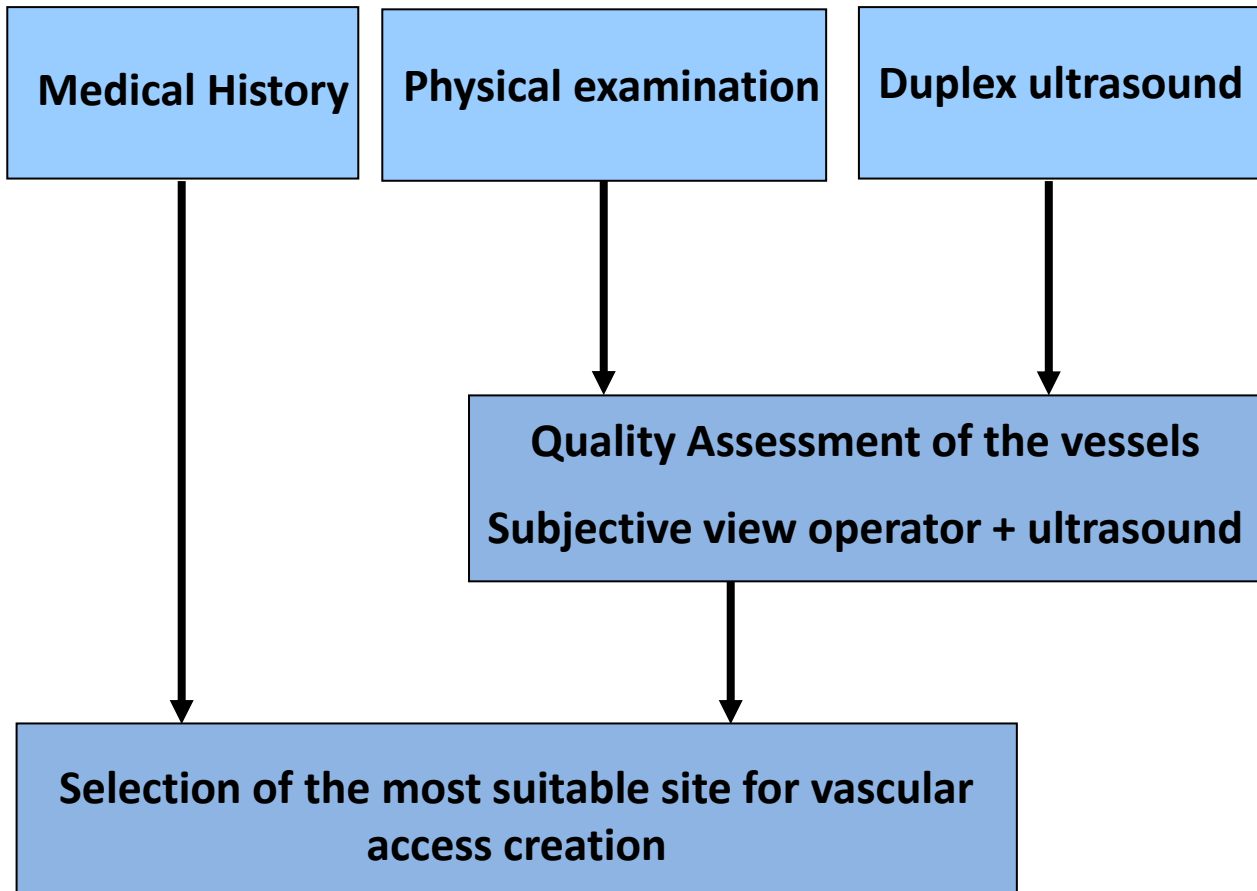 Medical History
Physical examination
Duplex ultrasound
Quality Assessment of the vessels
Subjective view operator + ultrasound
Selection of the most suitable site for vascular
access creation